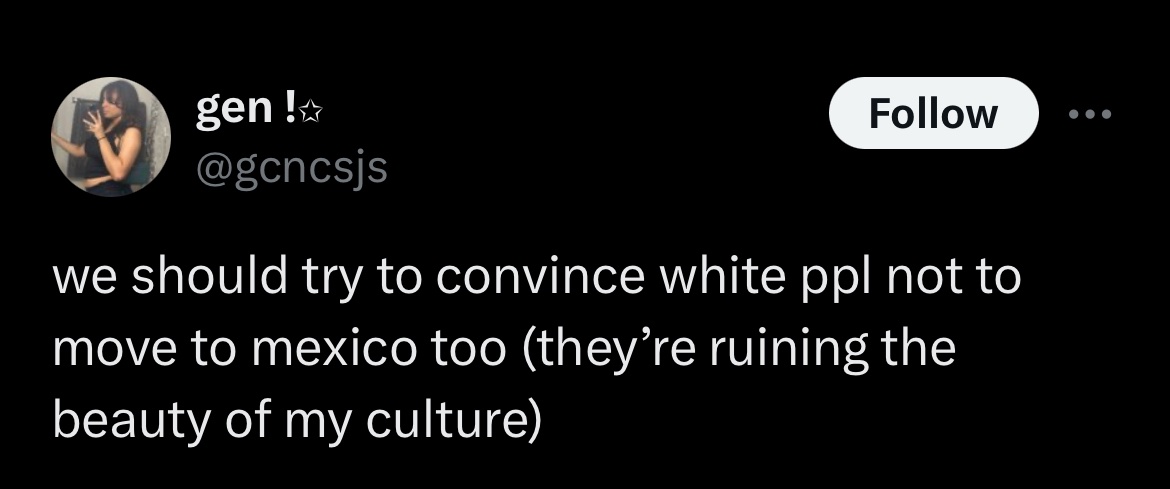 gen !✩
@gcncsjs
Follow
we should try to convince white ppl not to
move to mexico too (they’re ruining the
beauty of my culture)